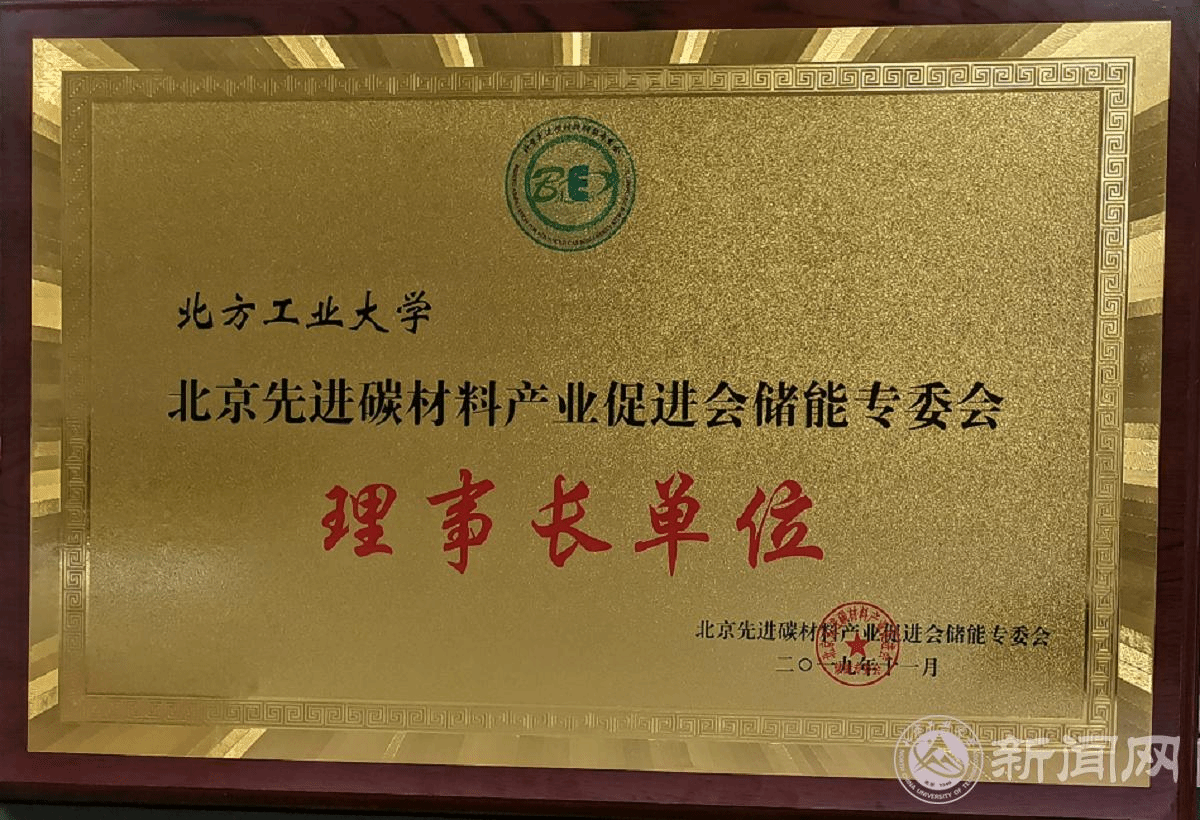 北方工业大学
北京先进碳材料产业促进会储能专委会
理事长单位
北京先进碳材料产业促进会储能专委会
二〇一九年十一月
新闻网